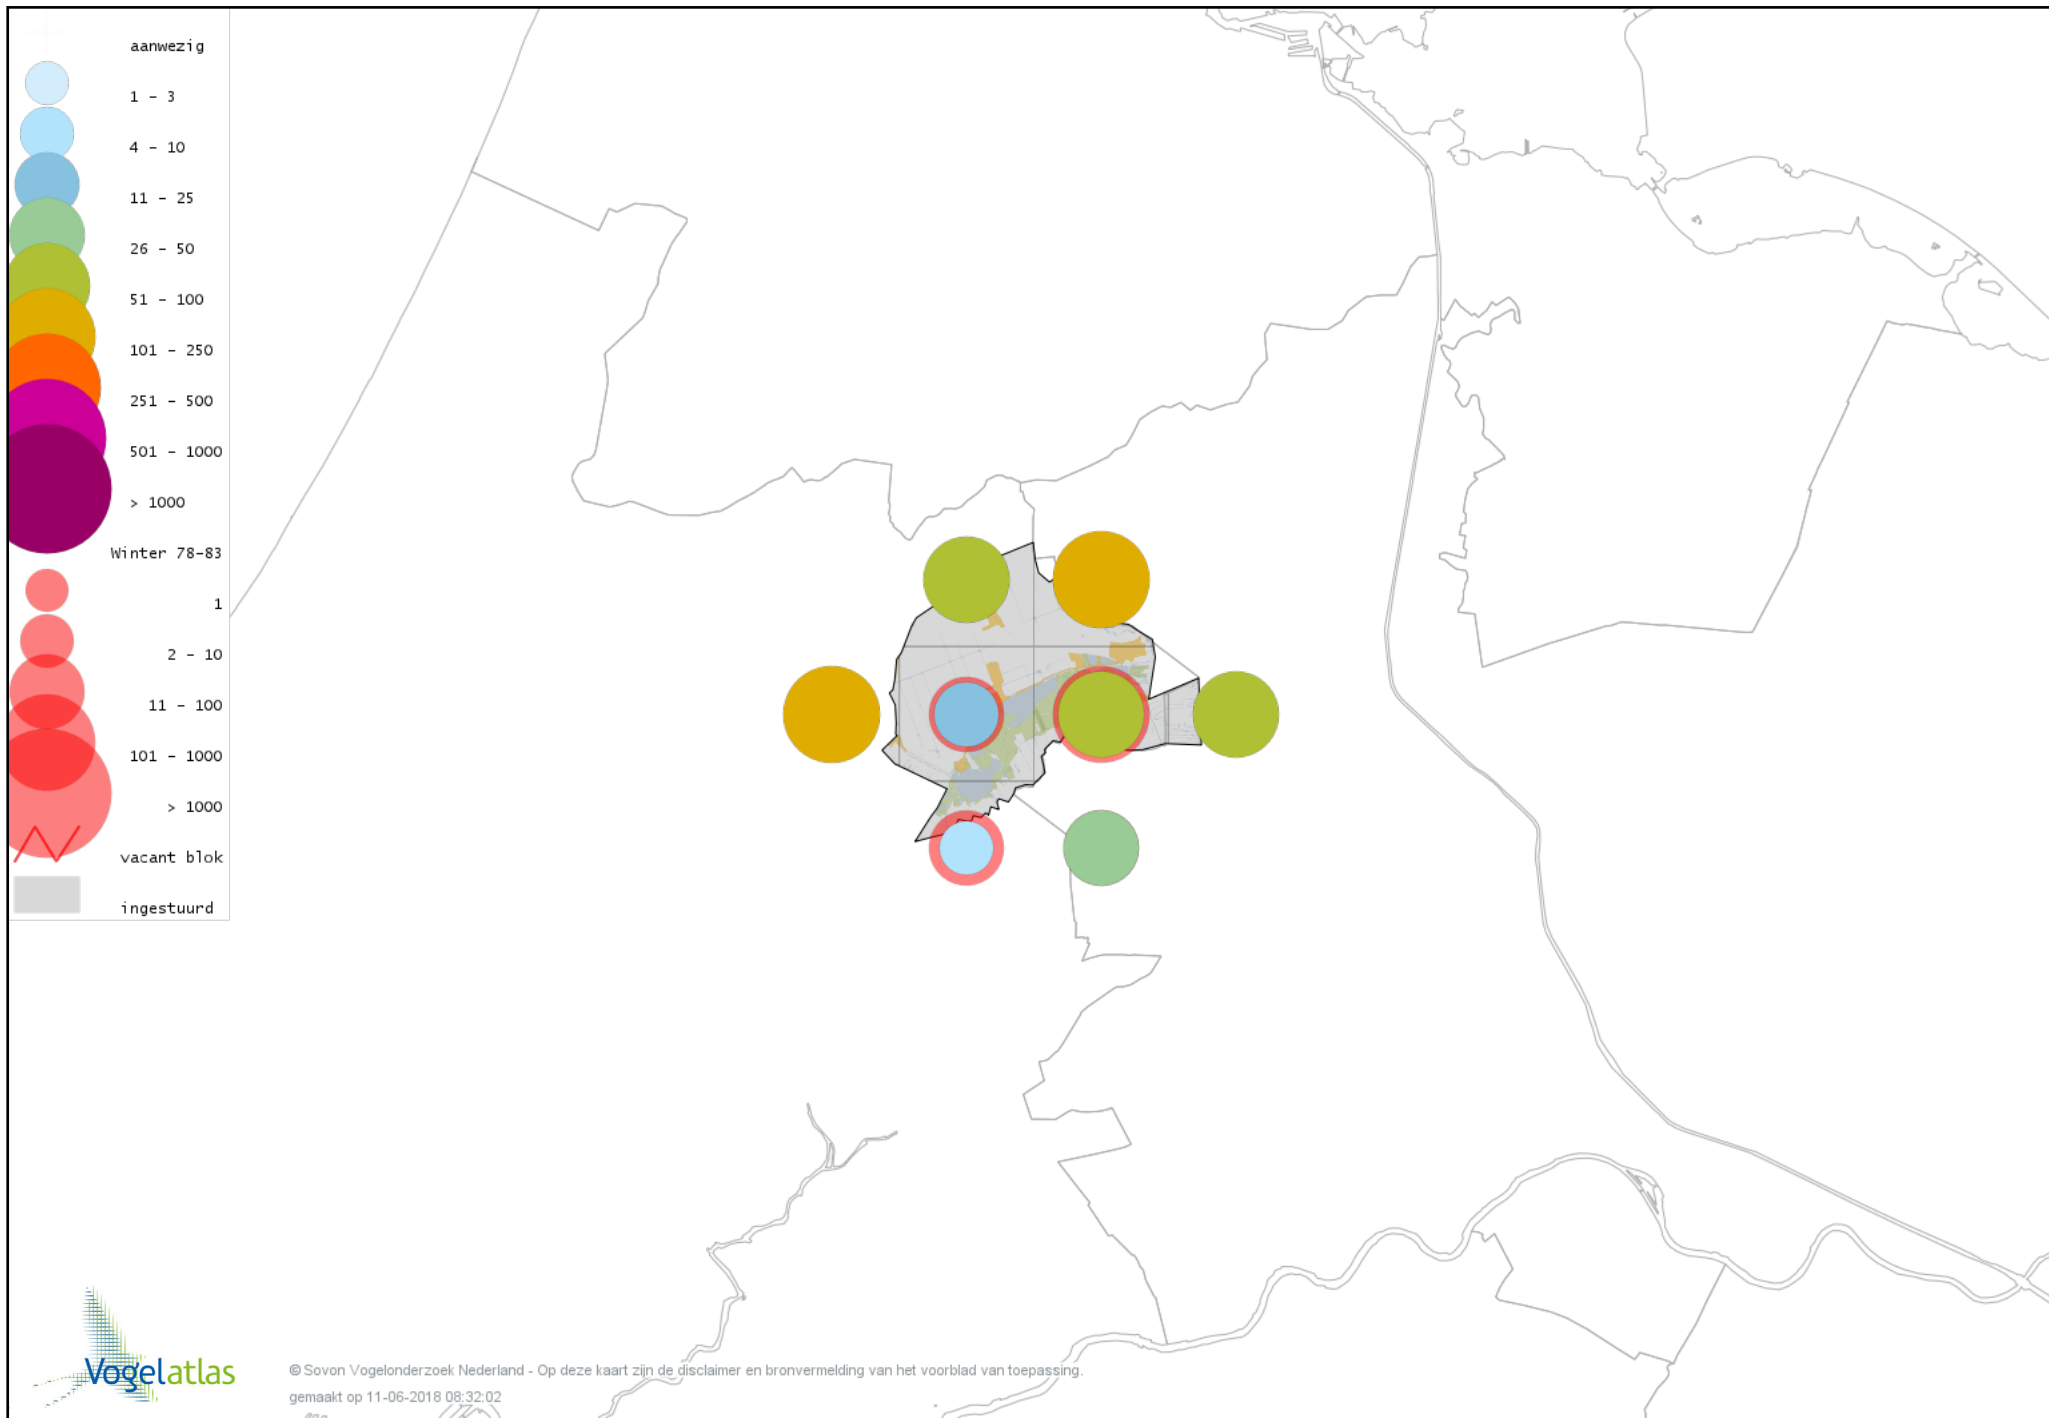 aanwezig
1 - 3
4 - 10
11 - 25
26 - 50
51 - 100
101 - 250
251 - 500
501 - 1000
> 1000
Winter 78-83
1
2 - 10
11 - 100
101 - 1000
> 1000
vacant blok
ingestuurd
Vogelatlas
© Sovon Vogelonderzoek Nederland - Op deze kaart zijn de disclaimer en bronvermelding van het voorblad van toepassing.
gemaakt op 11-06-2018 08:32:02